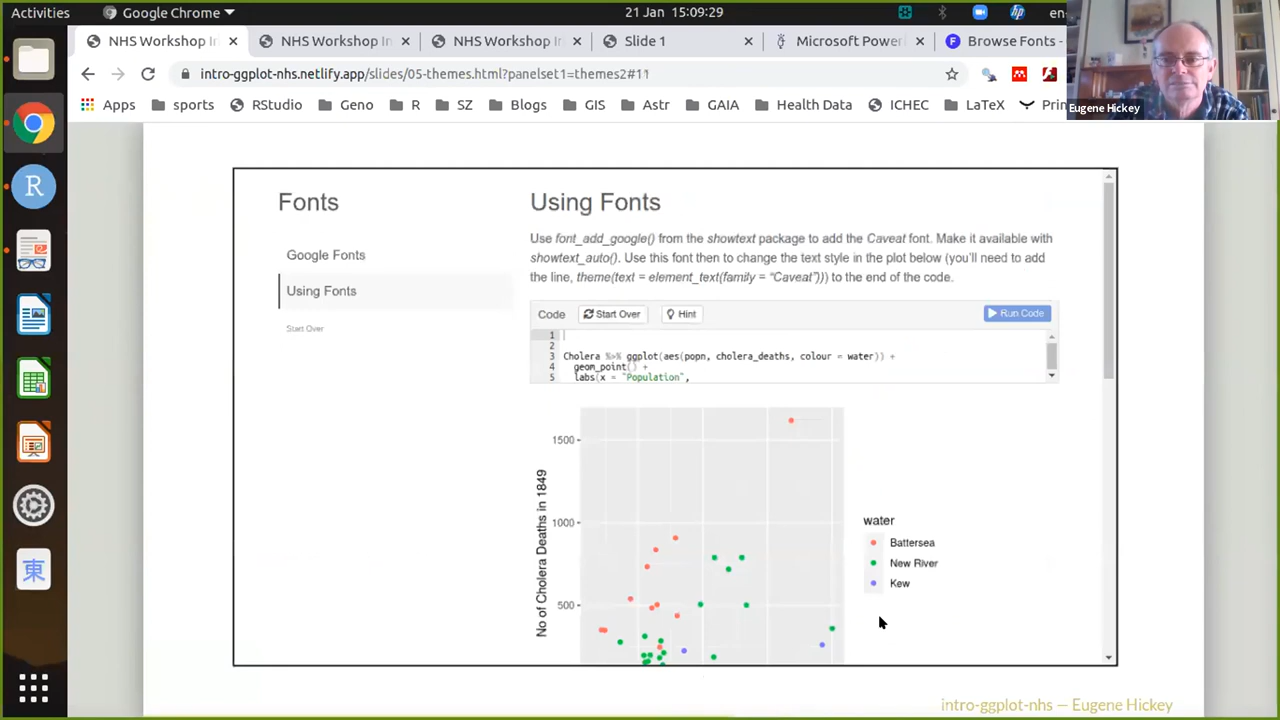 Activities
Google Chrome
21 Jan 15:09:29
en-
NHS Workshop In
NHS Workshop In
NHS Workshop In
Slide 1
Microsoft Power
Browse Fonts -
intro-ggplot-nhs.netlify.app/slides/05-themes.html?panelset1=themes2#11
Apps
sports
RStudio
Geno
R
SZ
Blogs
GIS
Astr
GAIA
Health Data
ICHEC
LaTeX
Prin
Eugene Hickey
Fonts
Google Fonts
Using Fonts
Start Over
Using Fonts
Use font_add_google() from the showtext package to add the Caveat font. Make it available with
showtext_auto(). Use this font then to change the text style in the plot below (you'll need to add
the line, theme(text = element_text(family = “Caveat”))) to the end of the code.
Code
Start Over
Hint
Run Code
1
2
3 Cholera %>% ggplot(aes(popn, cholera_deaths, colour = water)) +
4 geom_point() +
5 labs(x = "Population",
1500
1000
500
No of Cholera Deaths in 1849
water
Battersea
New River
Kew
intro-ggplot-nhs — Eugene Hickey
R
東
hp